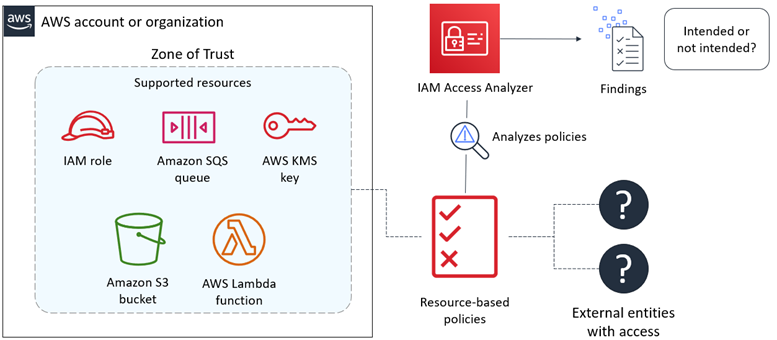 aws
AWS account or organization
Zone of Trust
Supported resources
IAM role
Amazon SQS
queue
AWS KMS
key
Amazon S3
bucket
AWS Lambda
function
IAM Access Analyzer
Findings
Intended or
not intended?
Analyzes policies
Resource-based
policies
?
?
External entities
with access